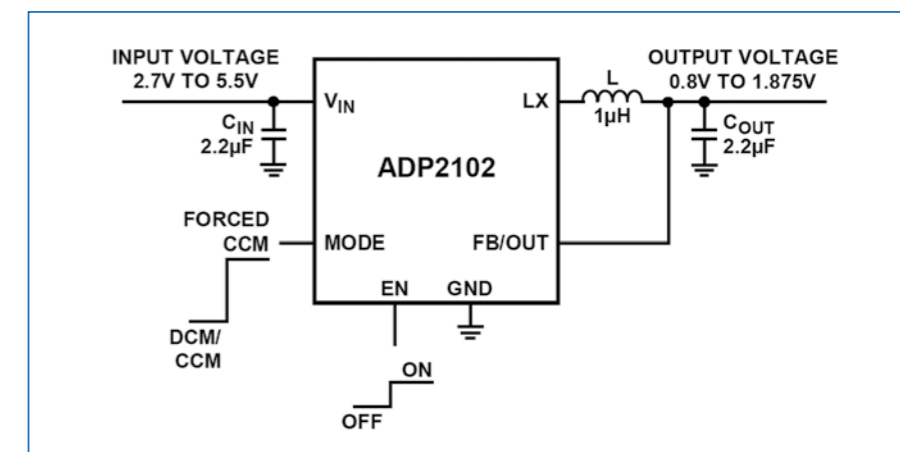 INPUT VOLTAGE
2.7V TO 5.5V
OUTPUT VOLTAGE
0.8V TO 1.875V
VIN
LX
L
1µH
CIN
2.2µF
COUT
2.2µF
ADP2102
FORCED
CCM
MODE
FB/OUT
EN
GND
DCM/
CCM
ON
OFF